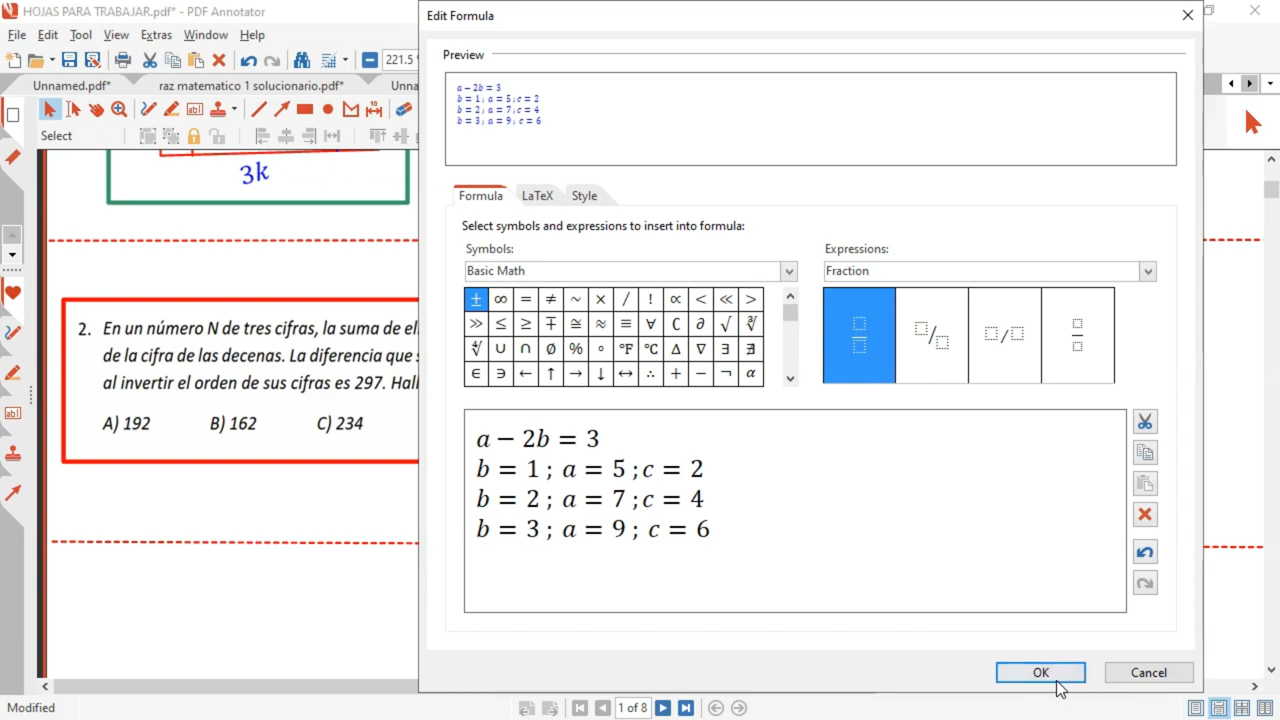 HOJAS PARA TRABAJAR.pdf* - PDF Annotator
File Edit Tool View Extras Window Help
221.5
Unnamed.pdf* raz matematico 1 solucionario.pdf* Unna
Select
3k
2. En un número N de tres cifras, la suma de el
de la cifra de las decenas. La diferencia que s
al invertir el orden de sus cifras es 297. Hall
A) 192 B) 162 C) 234
Edit Formula
Preview
a − 2b = 3
b = 1; a = 5; c = 2
b = 2; a = 7; c = 4
b = 3; a = 9; c = 6
Formula LaTeX Style
Select symbols and expressions to insert into formula:
Symbols: Expressions:
Basic Math Fraction
± ∞ = ≠ ~ × / ! ∝ < ≪ >
≫ ≤ ≥ ∓ ≅ ≈ ≡ ∀ ∁ ∂ √ ∛
∜ ∪ ∩ ∅ % ° °F °C ∆ ∇ ∃ ∄
∈ ∋ ← ↑ → ↓ ↔ ∴ + − ¬ α
a − 2b = 3
b = 1 ; a = 5 ;c = 2
b = 2 ; a = 7 ;c = 4
b = 3 ; a = 9 ; c = 6
OK Cancel
Modified 1 of 8